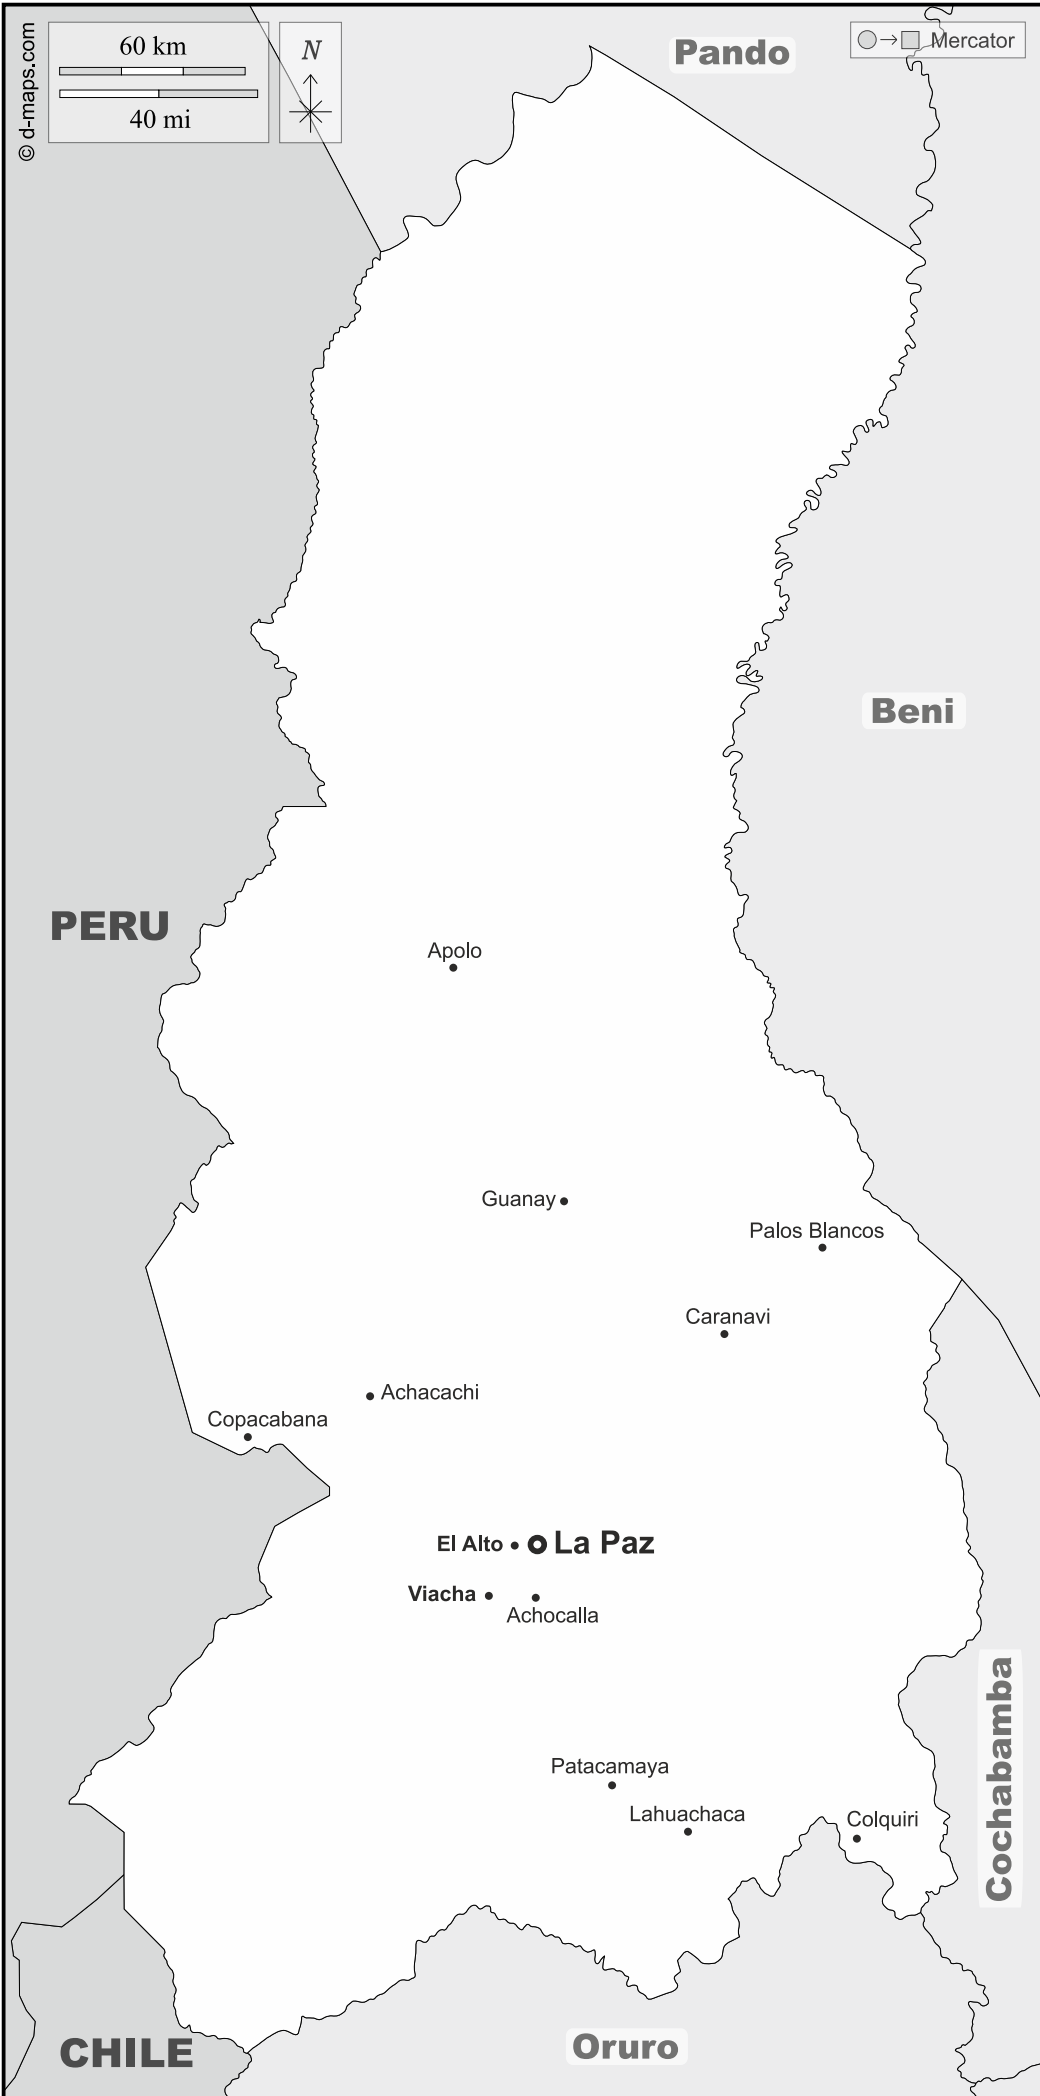 © d-maps.com
60 km
40 mi
N
Pando
Mercator
Beni
PERU
Apolo
Guanay
Palos Blancos
Caranavi
Achacachi
Copacabana
El Alto
La Paz
Viacha
Achocalla
Cochabamba
Patacamaya
Lahuachaca
Colquiri
Oruro
CHILE